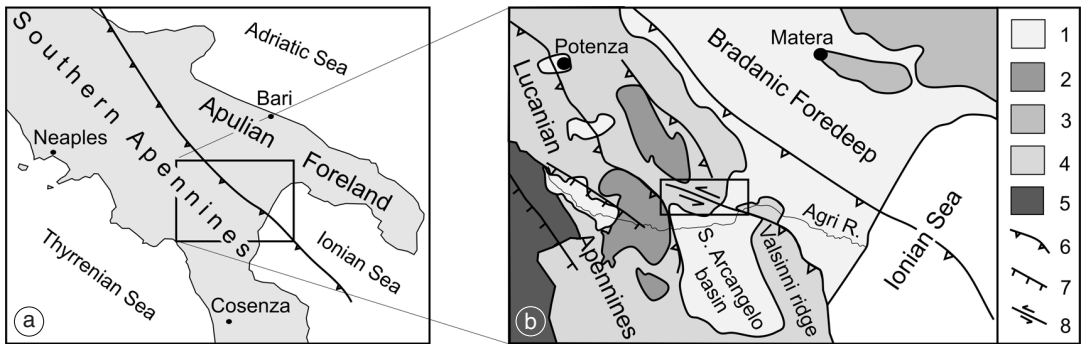 Southern Apennines
Adriatic Sea
Bari
Apulian
Foreland
Neaples
Thyrrenian Sea
Ionian Sea
Cosenza
a
Potenza
Matera
Lucanian
Apennines
Bradanic Foredeep
Agri R.
S. Arcangelo
basin
Valsinni ridge
Ionian Sea
b
1
2
3
4
5
6
7
8